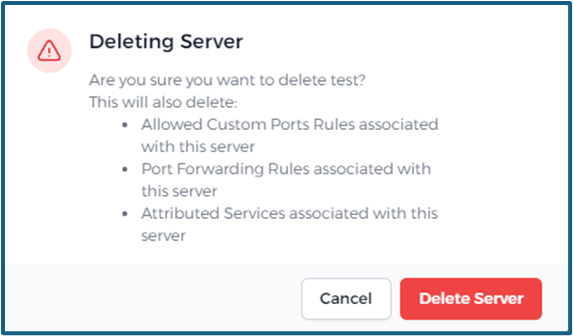 Deleting Server
Are you sure you want to delete test?
This will also delete:
• Allowed Custom Ports Rules associated
with this server
• Port Forwarding Rules associated with
this server
• Attributed Services associated with this
server
Cancel
Delete Server